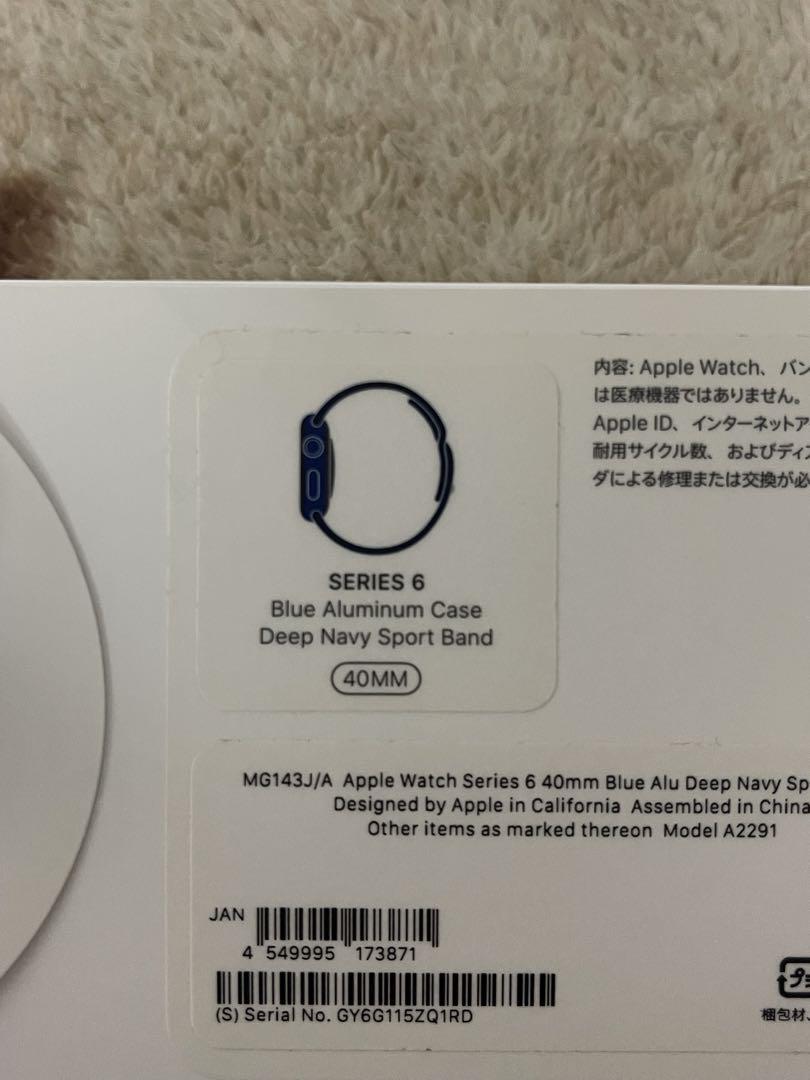 SERIES 6
Blue Aluminum Case
Deep Navy Sport Band
40MM
内容: Apple Watch、バン
は医療機器ではありません。
Apple ID、インターネットア
耐用サイクル数、およびディス
ダによる修理または交換が必
MG143J/A Apple Watch Series 6 40mm Blue Alu Deep Navy Sp
Designed by Apple in California Assembled in China
Other items as marked thereon Model A2291
JAN
4 549995 173871
(S) Serial No. GY6G115ZQ1RD
プ
梱包材